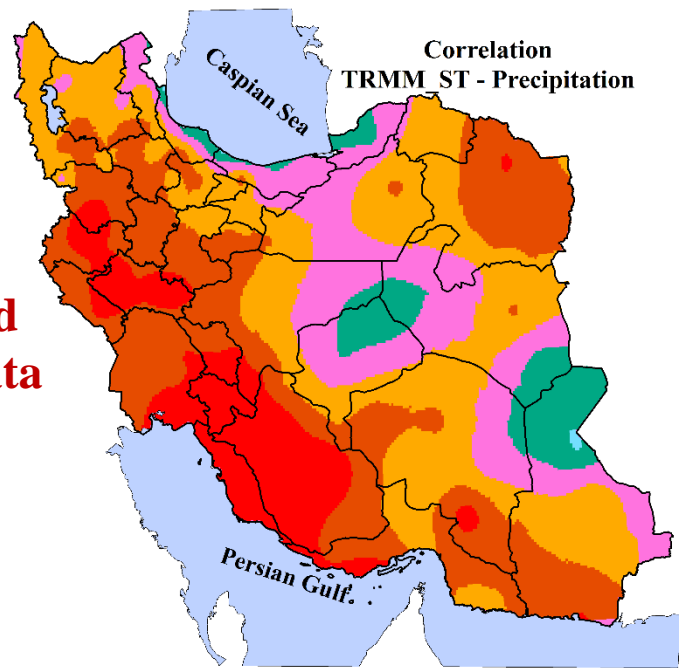 Correlation
TRMM_ST - Precipitation
Caspian Sea
d
ta
Persian Gulf